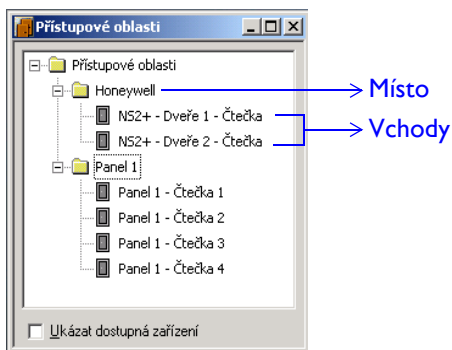 Přístupové oblasti
Přístupové oblasti
Honeywell
Místo
NS2+ - Dveře 1 - Čtečka
Vchody
NS2+ - Dveře 2 - Čtečka
Panel 1
Panel 1 - Čtečka 1
Panel 1 - Čtečka 2
Panel 1 - Čtečka 3
Panel 1 - Čtečka 4
Ukázat dostupná zařízení